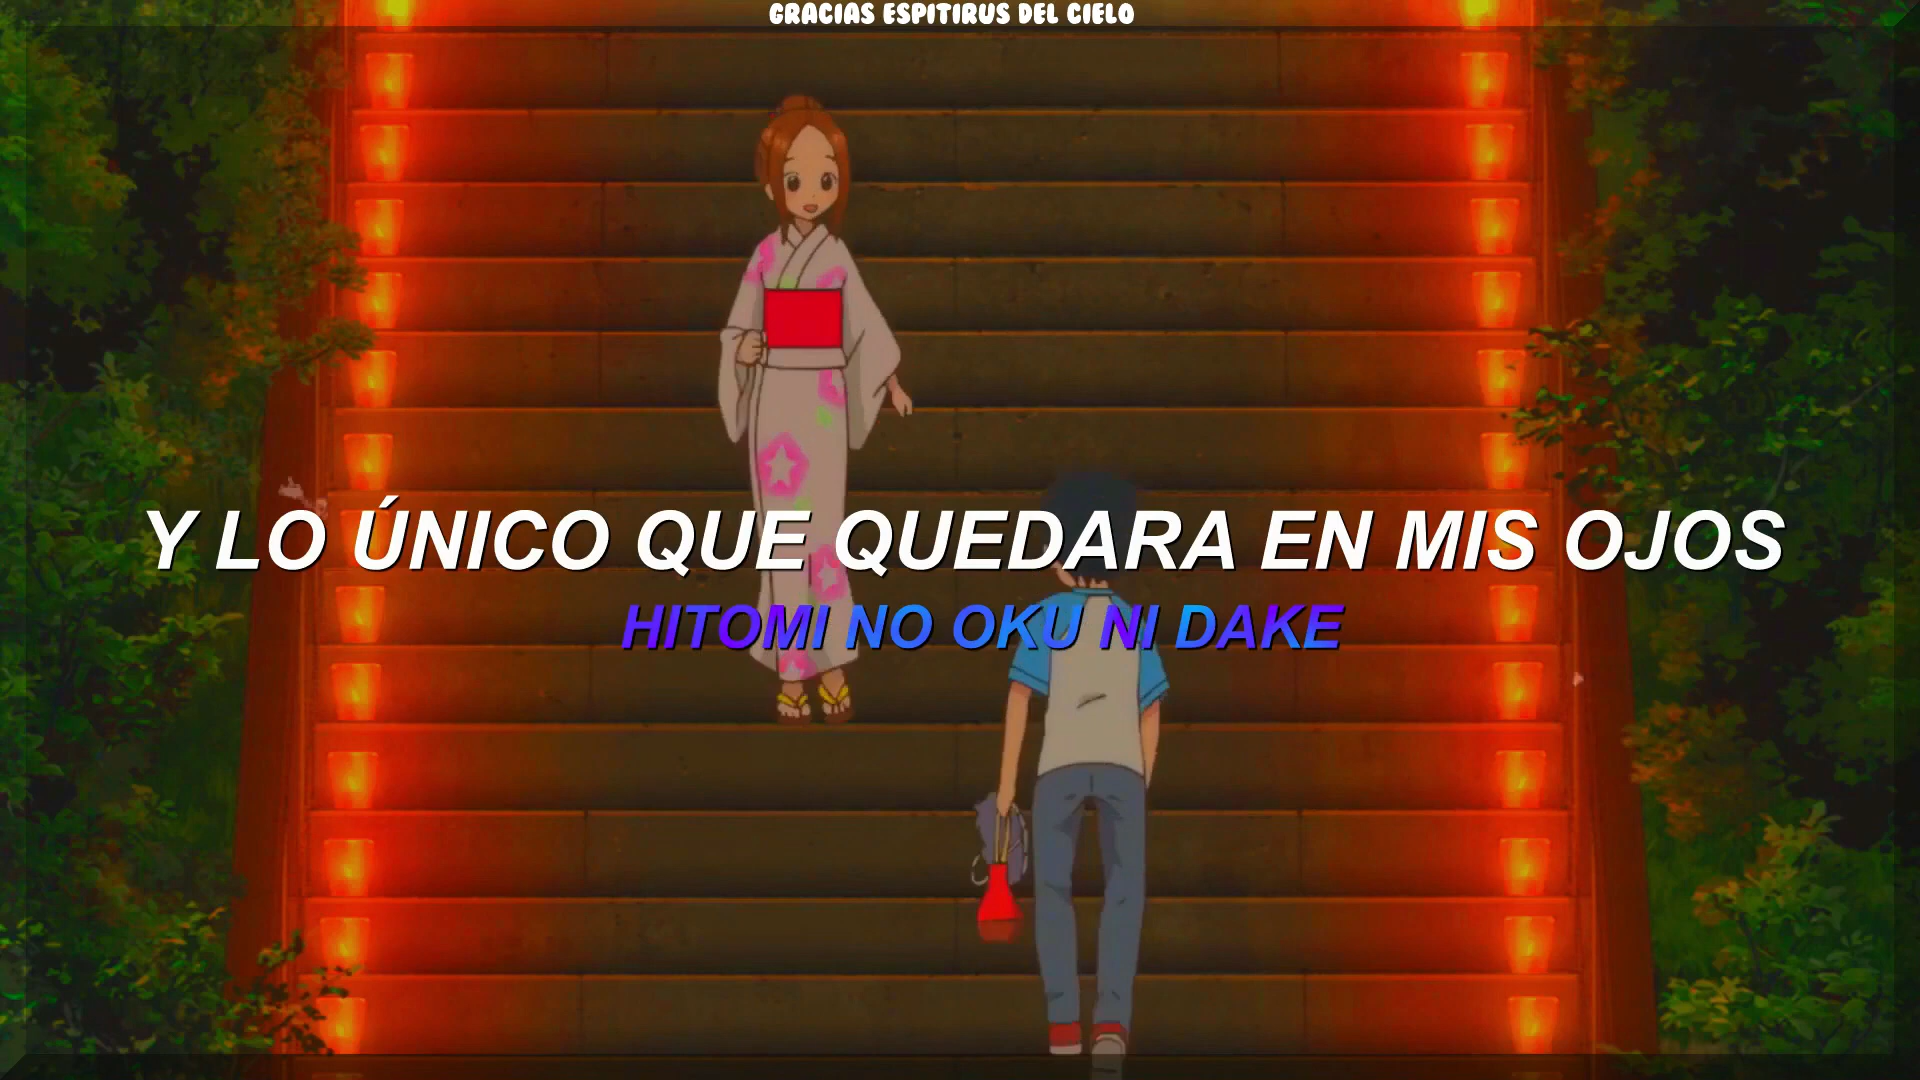 GRACIAS ESPITIRUS DEL CIELO
Y LO ÚNICO QUE QUEDARA EN MIS OJOS
HITOMI NO OKU NI DAKE